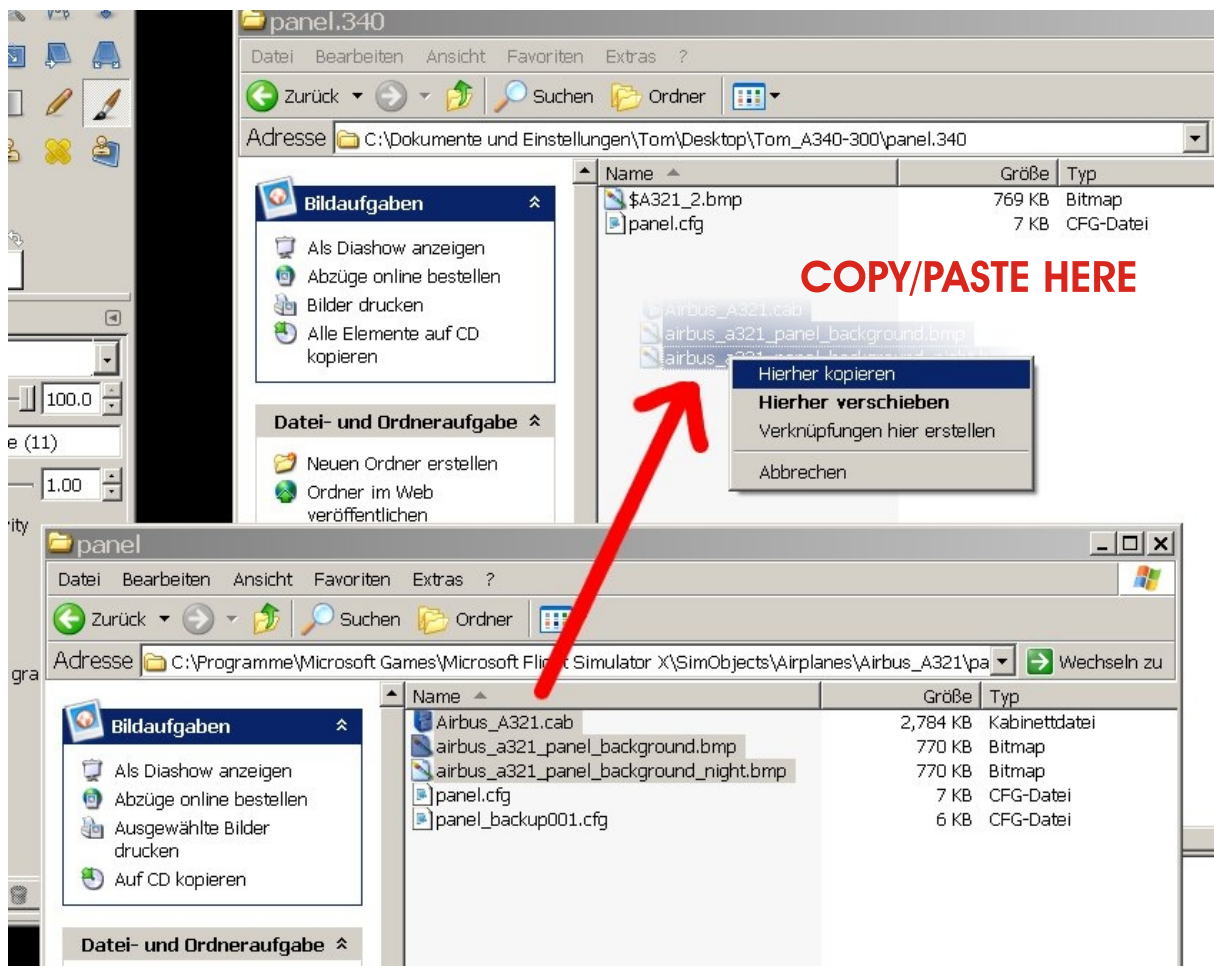 panel.340
Datei Bearbeiten Ansicht Favoriten Extras ?
Zurück Suchen Ordner
Adresse C:\Dokumente und Einstellungen\Tom\Desktop\Tom_A340-300\panel.340
Name Größe Typ
$A321_2.bmp 769 KB Bitmap
panel.cfg 7 KB CFG-Datei
Bildaufgaben
Als Diashow anzeigen
Abzüge online bestellen
Bilder drucken
Alle Elemente auf CD
kopieren
COPY/PASTE HERE
Airbus_A321.cab
airbus_a321_panel_background.bmp
Hierher kopieren
Hierher verschieben
Verknüpfungen hier erstellen
Abbrechen
Datei- und Ordneraufgabe
Neuen Ordner erstellen
Ordner im Web
veröffentlichen
100.0
e (11)
1.00
ity
gra
panel
Datei Bearbeiten Ansicht Favoriten Extras ?
Zurück Suchen Ordner
Adresse C:\Programme\Microsoft Games\Microsoft Flight Simulator X\SimObjects\Airplanes\Airbus_A321\pa Wechseln zu
Name Größe Typ
Airbus_A321.cab 2,784 KB Kabinettdatei
airbus_a321_panel_background.bmp 770 KB Bitmap
airbus_a321_panel_background_night.bmp 770 KB Bitmap
panel.cfg 7 KB CFG-Datei
panel_backup001.cfg 6 KB CFG-Datei
Bildaufgaben
Als Diashow anzeigen
Abzüge online bestellen
Ausgewählte Bilder
drucken
Auf CD kopieren
Datei- und Ordneraufgabe